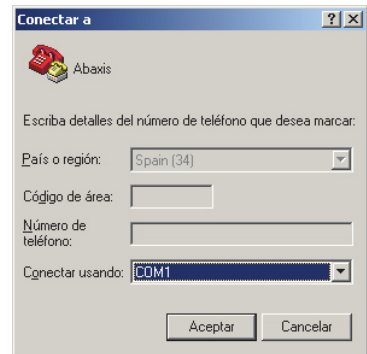 Conectar a
Abaxis
Escriba detalles del número de teléfono que desea marcar:
País o región: Spain (34)
Código de área:
Número de
teléfono:
Conectar usando: COM1
Aceptar Cancelar